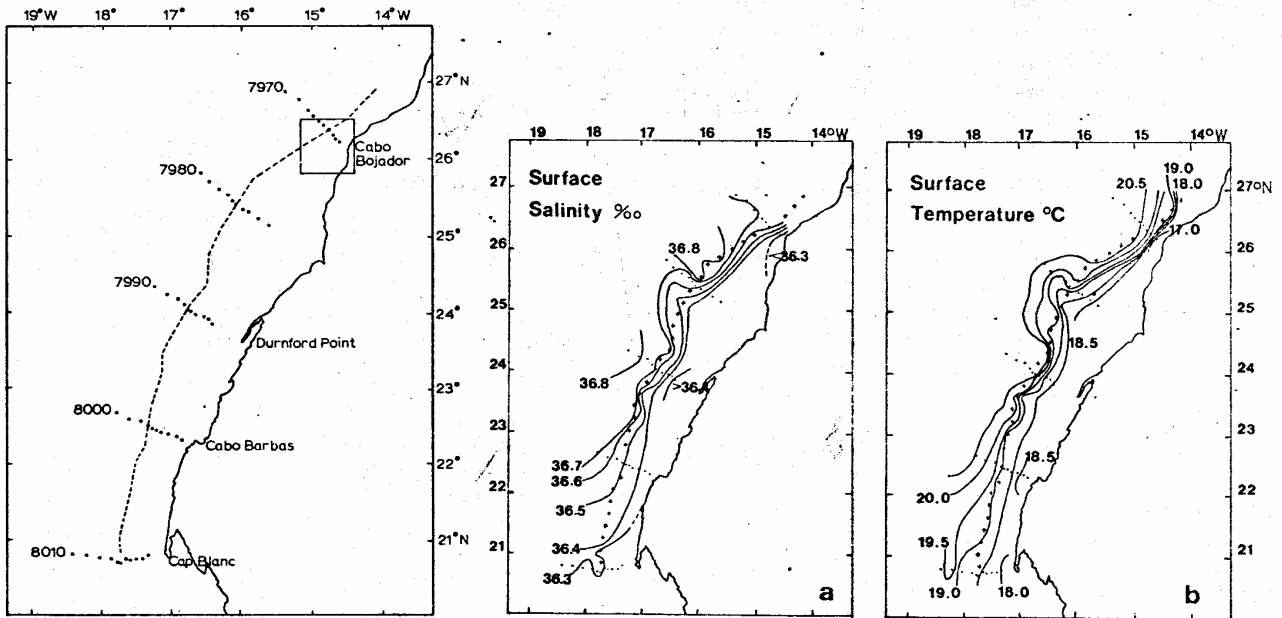 19°W 18° 17° 16° 15° 14°
27°N
26°
25°
24°
23°
22°
21°N
7970
Cabo
Bojador
7980
7990
Durnford Point
8000
Cabo Barbas
8010
Cap Blanc
19 18 17 16 15 14°W
27
26
25
24
23
22
21
Surface
Salinity ‰
36.8
<36.3
36.8
36.7
36.6
36.5
36.4
36.3
a
19 18 17 16 15 14°W
27°N
26
25
24
23
22
21
Surface
Temperature °C
19.0
20.5 18.0
17.0
18.5
18.5
20.0
19.5
19.0 18.0
b